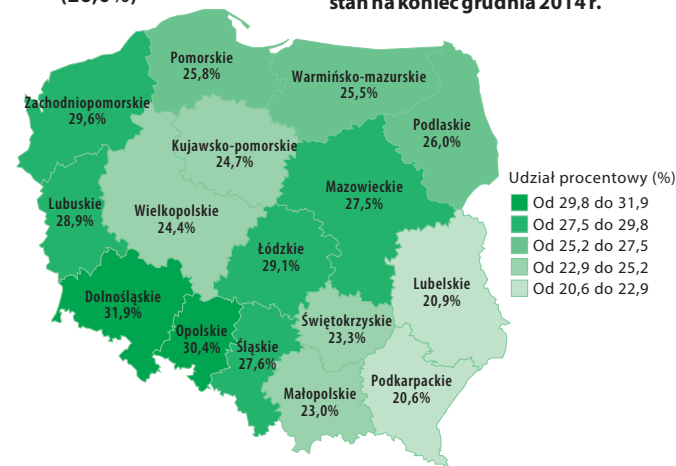 stan na koniec grudnia 2014 r.
Pomorskie
25,8%
Warmińsko-mazurskie
25,5%
Zachodniopomorskie
29,6%
Podlaskie
26,0%
Kujawsko-pomorskie
24,7%
Mazowieckie
27,5%
Lubuskie
28,9%
Wielkopolskie
24,4%
Łódzkie
29,1%
Lubelskie
20,9%
Dolnośląskie
31,9%
Opolskie
30,4%
Śląskie
27,6%
Świętokrzyskie
23,3%
Małopolskie
23,0%
Podkarpackie
20,6%
Udział procentowy (%)
Od 29,8 do 31,9
Od 27,5 do 29,8
Od 25,2 do 27,5
Od 22,9 do 25,2
Od 20,6 do 22,9